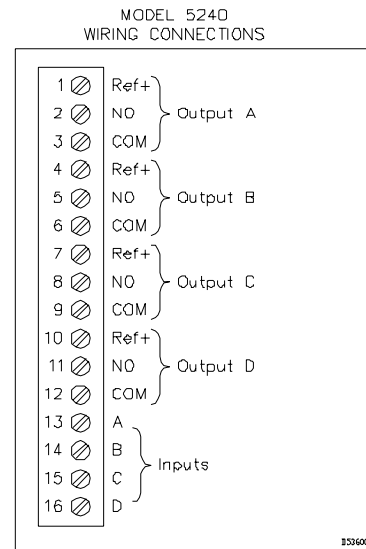 MODEL 5240
WIRING CONNECTIONS
1 Ref+
2 NO
3 COM
Output A
4 Ref+
5 NO
6 COM
Output B
7 Ref+
8 NO
9 COM
Output C
10 Ref+
11 NO
12 COM
Output D
13 A
14 B
15 C
16 D
Inputs